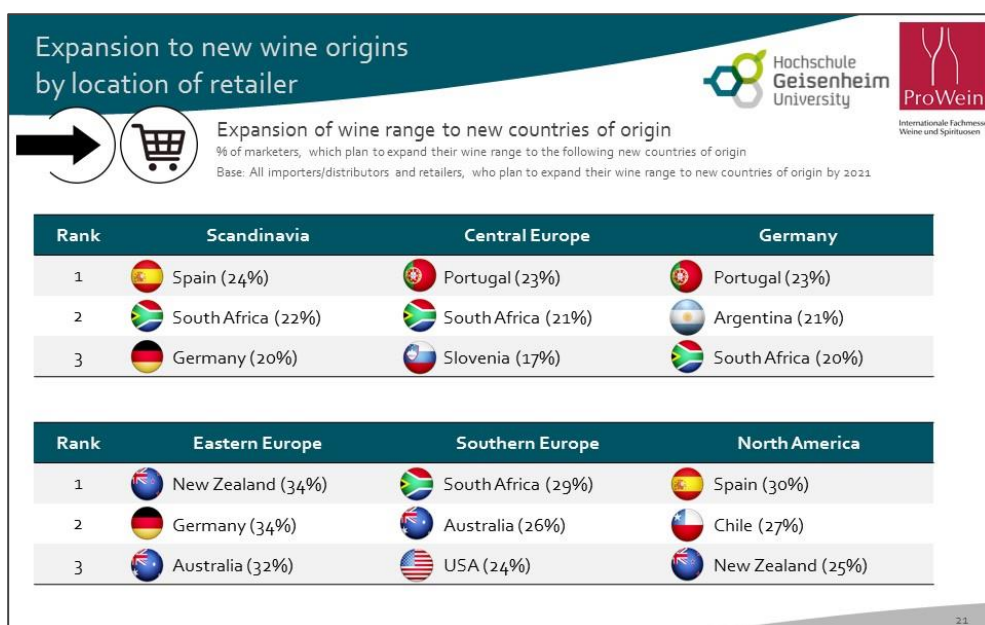 Expansion to new wine origins
by location of retailer
Hochschule
Geisenheim
University
ProWein
Internationale Fachmesse
Weine und Spirituosen
Expansion of wine range to new countries of origin
% of marketers, which plan to expand their wine range to the following new countries of origin
Base: All importers/distributors and retailers, who plan to expand their wine range to new countries of origin by 2021
Rank Scandinavia Central Europe Germany
1 Spain (24%) Portugal (23%) Portugal (23%)
2 South Africa (22%) South Africa (21%) Argentina (21%)
3 Germany (20%) Slovenia (17%) South Africa (20%)
Rank Eastern Europe Southern Europe North America
1 New Zealand (34%) South Africa (29%) Spain (30%)
2 Germany (34%) Australia (26%) Chile (27%)
3 Australia (32%) USA (24%) New Zealand (25%)
21